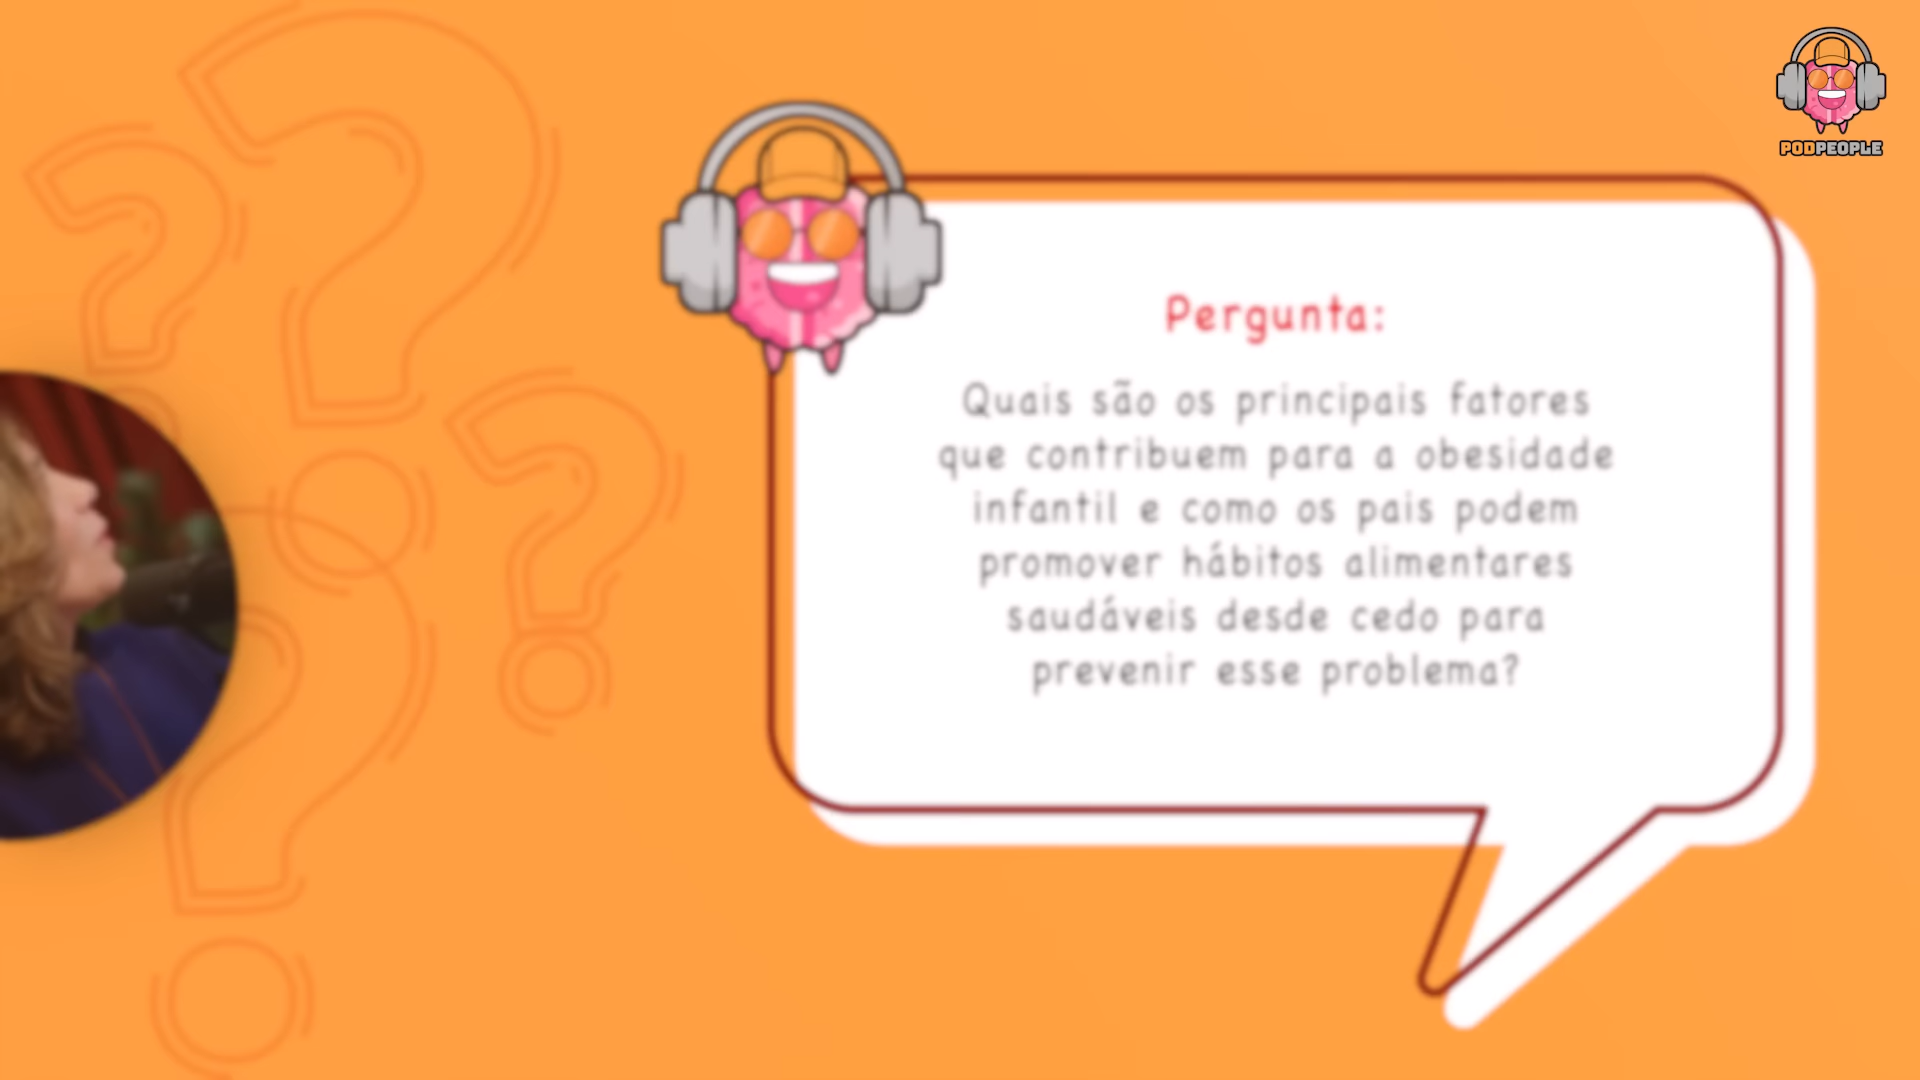 PODPEOPLE
Pergunta:
Quais são os principais fatores
que contribuem para a obesidade
infantil e como os pais podem
promover hábitos alimentares
saudáveis desde cedo para
prevenir esse problema?